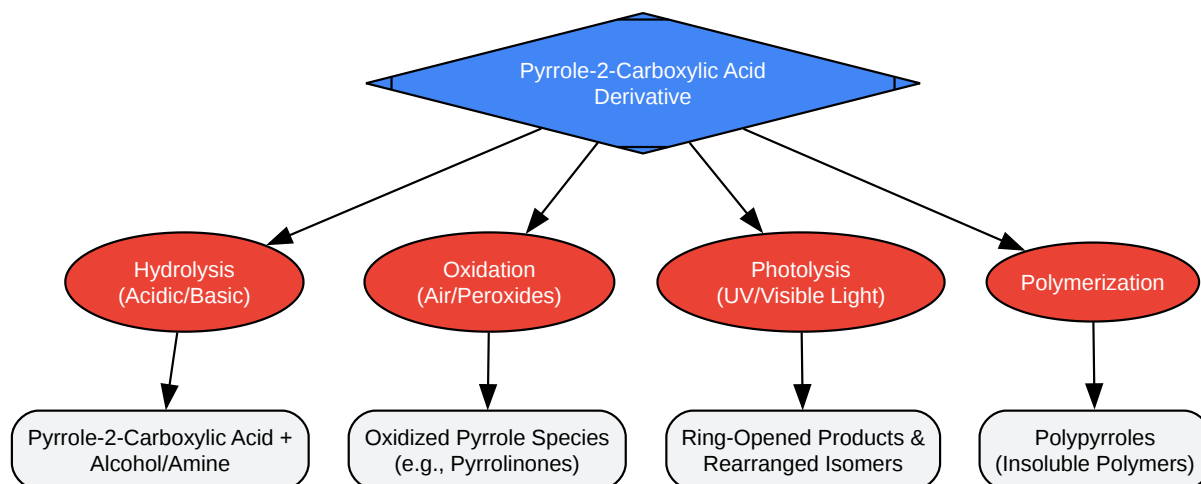 Pyrrole-2-Carboxylic Acid
Derivative
Hydrolysis
(Acidic/Basic)
Oxidation
(Air/Peroxides)
Photolysis
(UV/Visible Light)
Polymerization
Pyrrole-2-Carboxylic Acid +
Alcohol/Amine
Oxidized Pyrrole Species
(e.g., Pyrrolinones)
Ring-Opened Products &
Rearranged Isomers
Polypyrroles
(Insoluble Polymers)